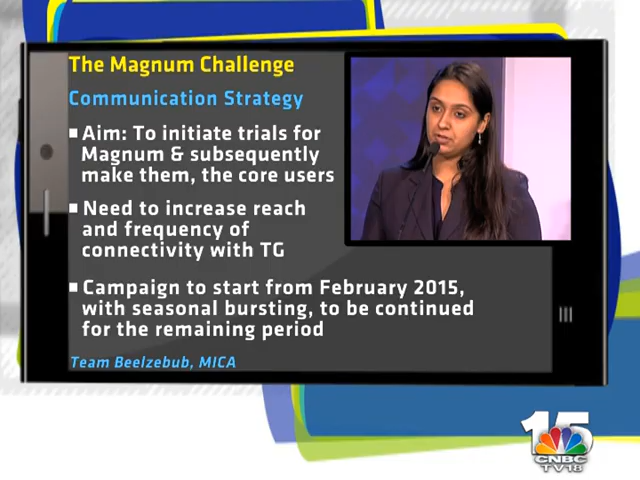 The Magnum Challenge
Communication Strategy
Aim: To initiate trials for
Magnum & subsequently
make them, the core users
Need to increase reach
and frequency of
connectivity with TG
Campaign to start from February 2015,
with seasonal bursting, to be continued
for the remaining period
Team Beelzebub, MICA
15
CNBC
TV18